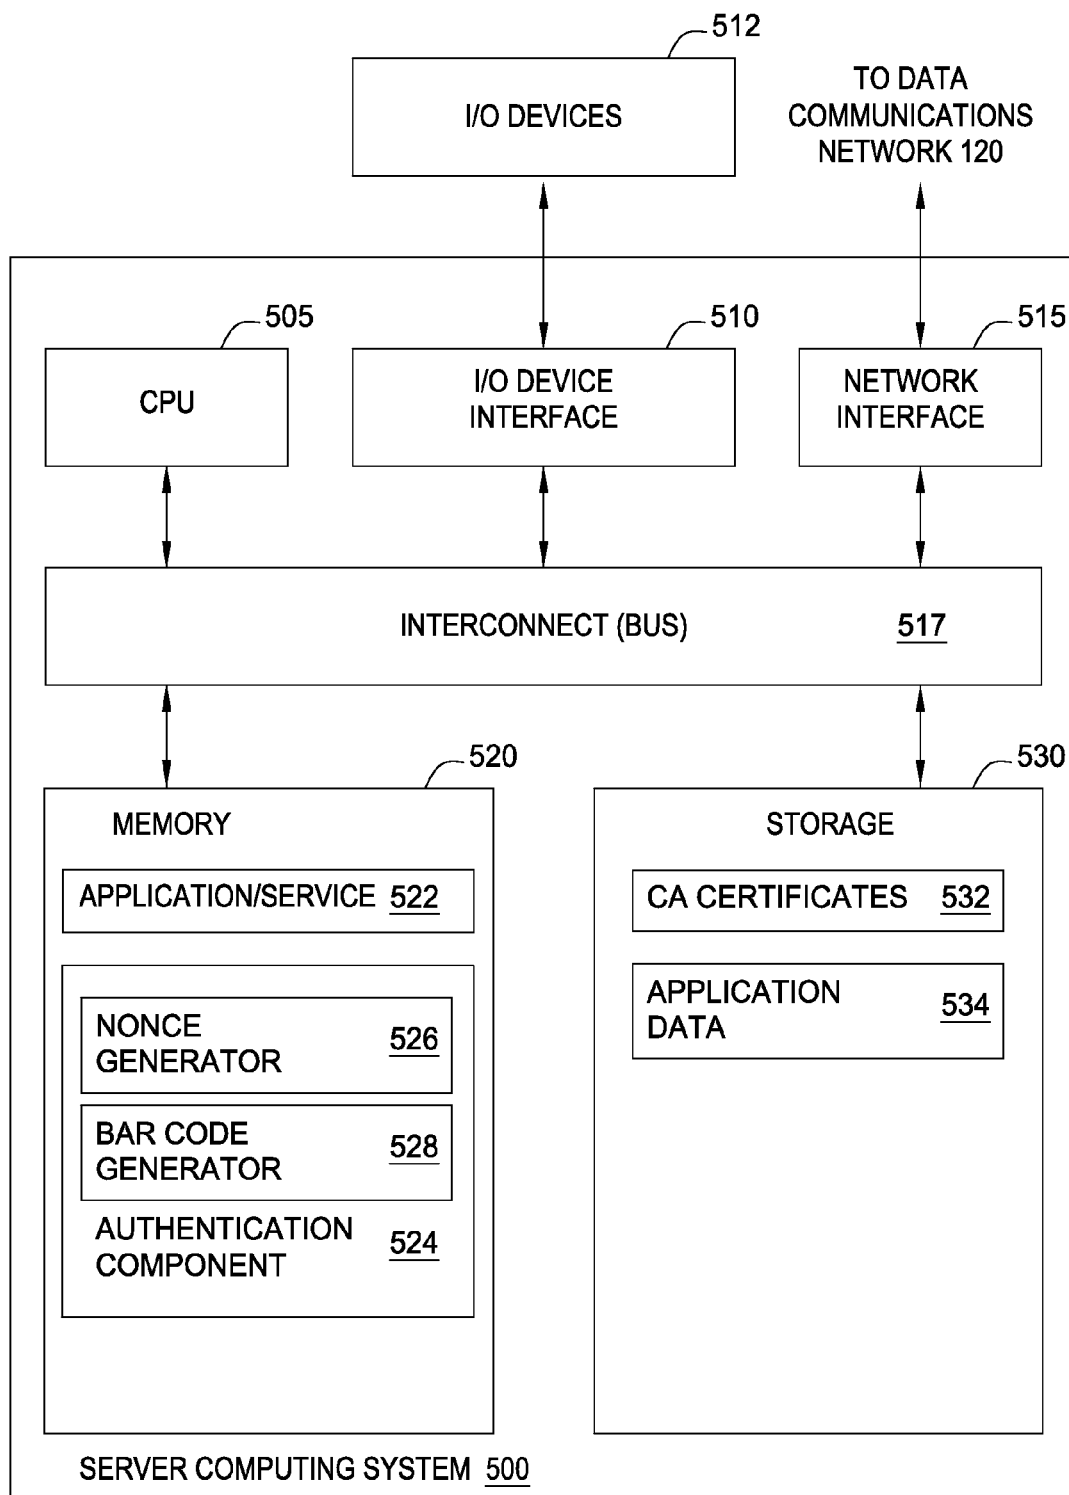 512
I/O DEVICES
TO DATA
COMMUNICATIONS
NETWORK 120
505
510
515
CPU
I/O DEVICE
INTERFACE
NETWORK
INTERFACE
INTERCONNECT (BUS) 517
520
530
MEMORY
STORAGE
APPLICATION/SERVICE 522
CA CERTIFICATES 532
NONCE
GENERATOR 526
APPLICATION
DATA 534
BAR CODE
GENERATOR 528
AUTHENTICATION
COMPONENT 524
SERVER COMPUTING SYSTEM 500